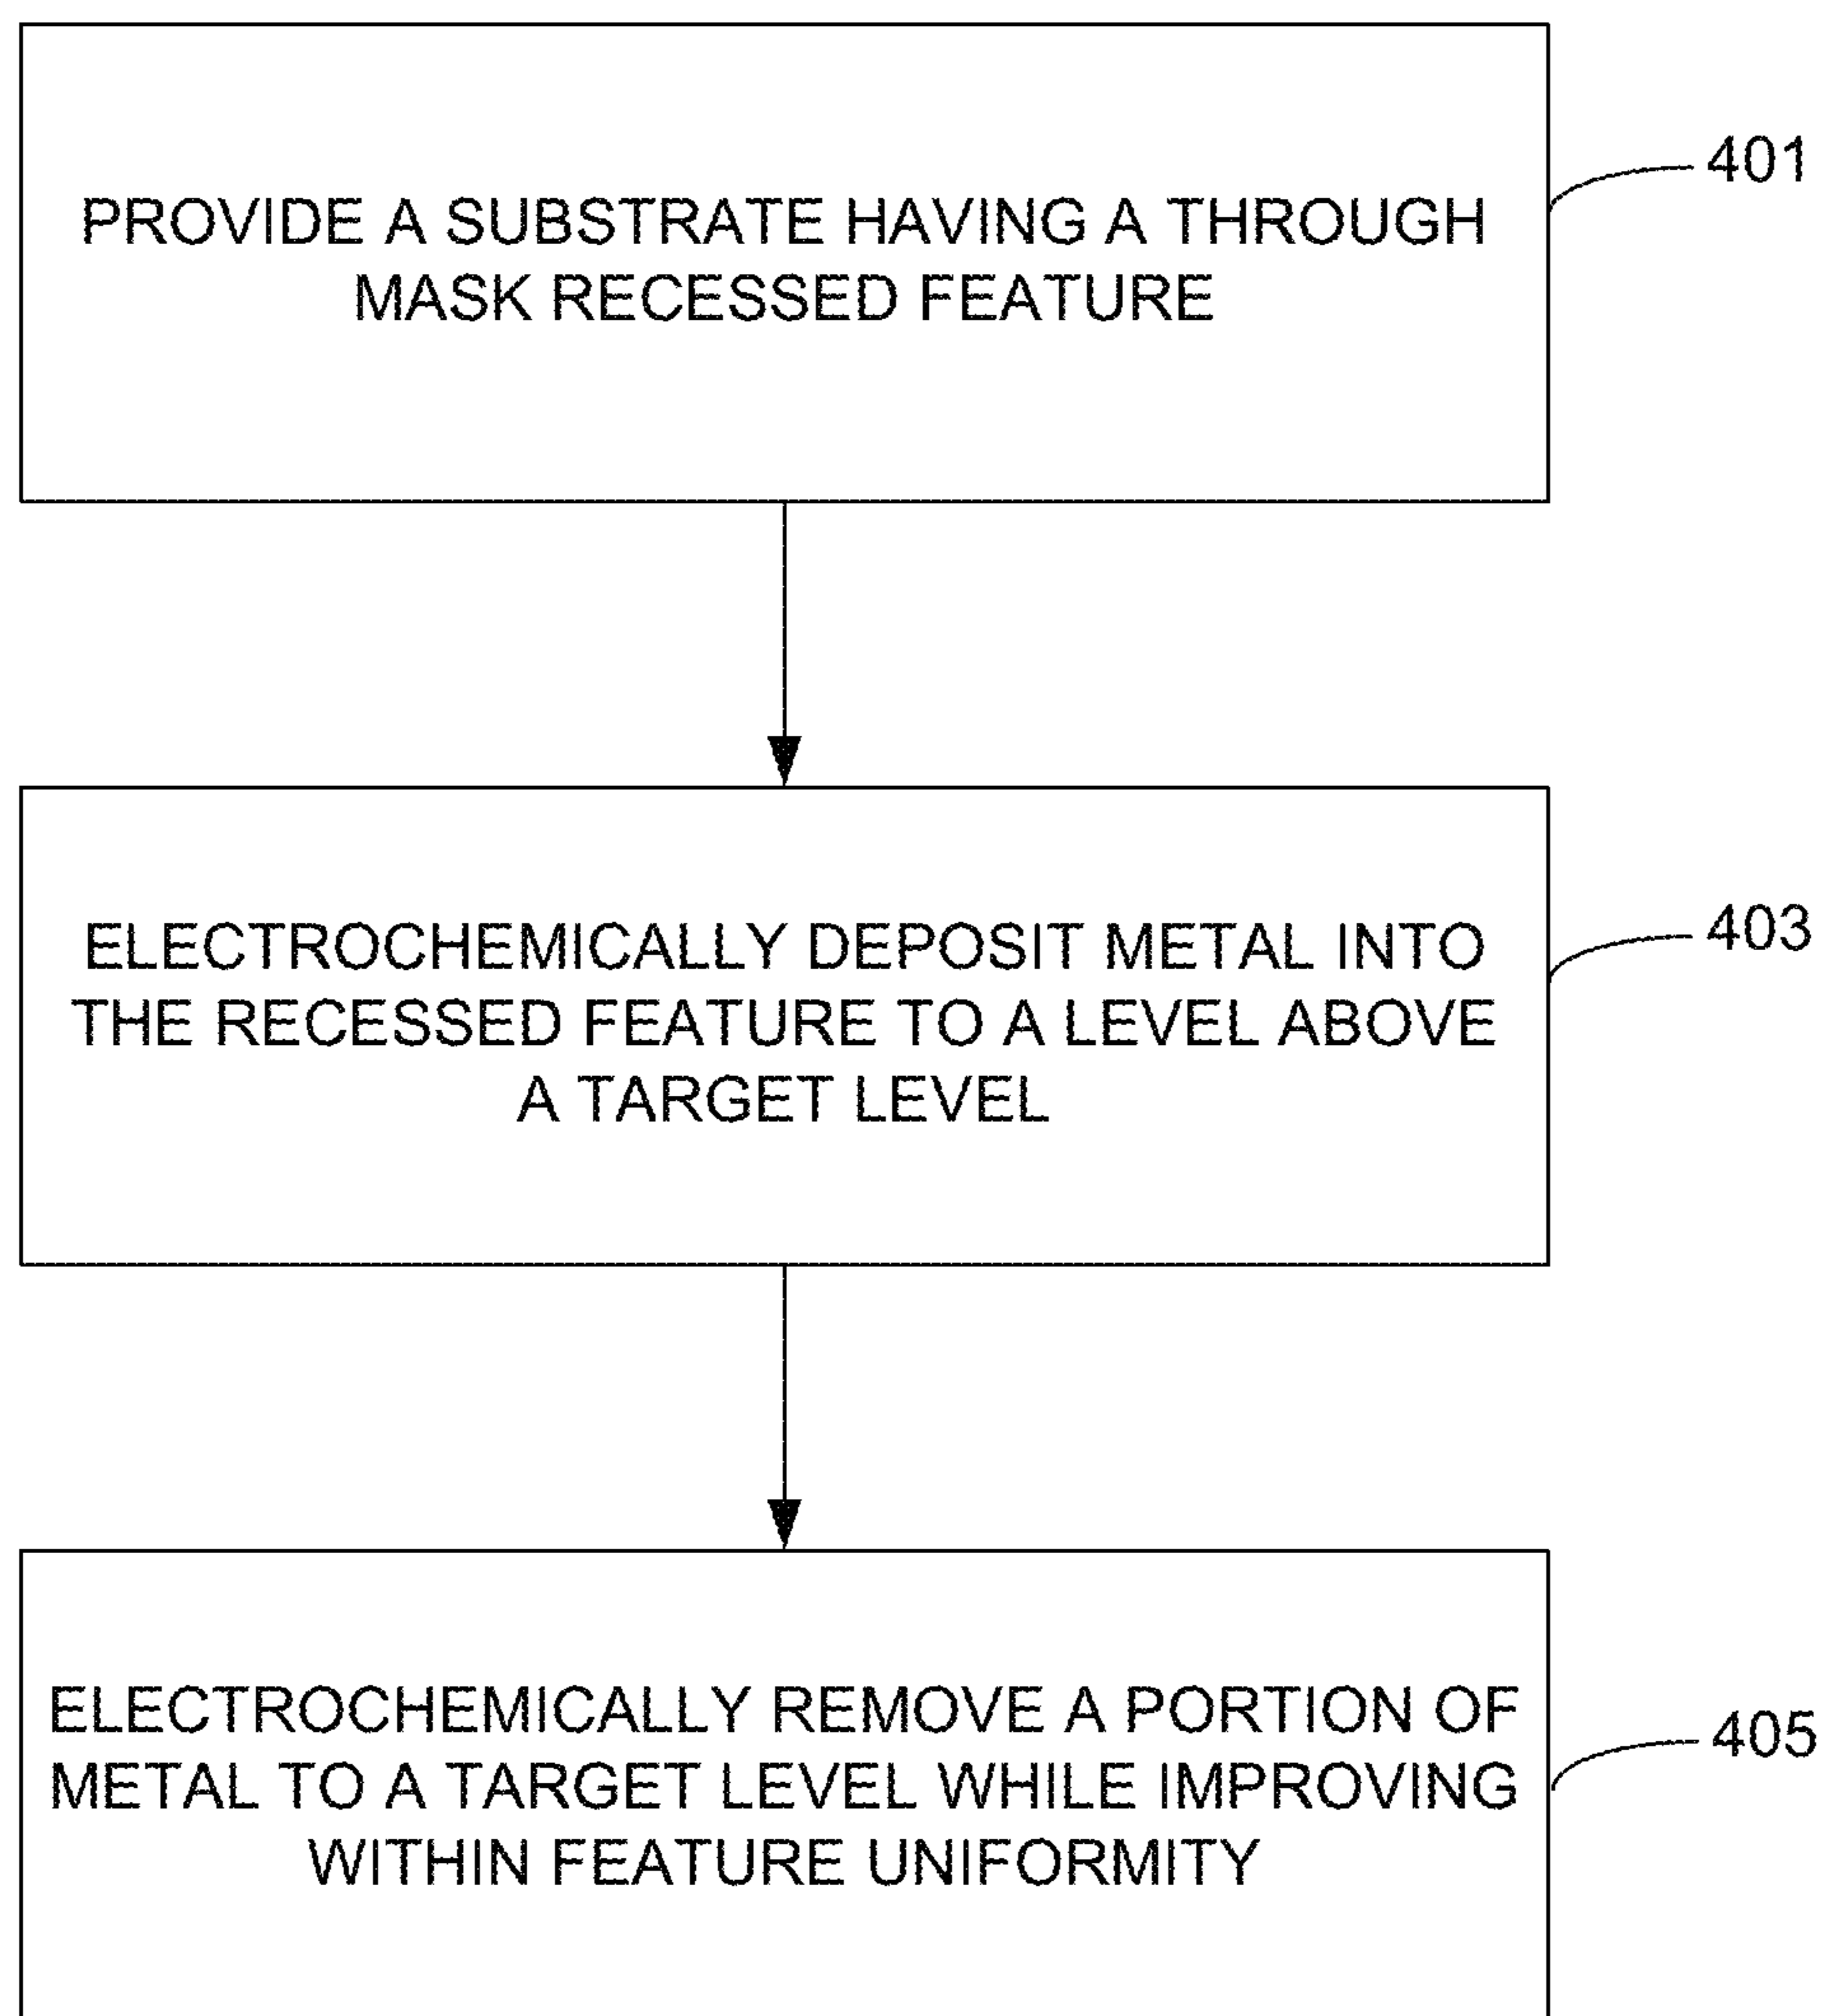 PROVIDE A SUBSTRATE HAVING A THROUGH
MASK RECESSED FEATURE
401
ELECTROCHEMICALLY DEPOSIT METAL INTO
THE RECESSED FEATURE TO A LEVEL ABOVE
A TARGET LEVEL
403
ELECTROCHEMICALLY REMOVE A PORTION OF
METAL TO A TARGET LEVEL WHILE IMPROVING
WITHIN FEATURE UNIFORMITY
405